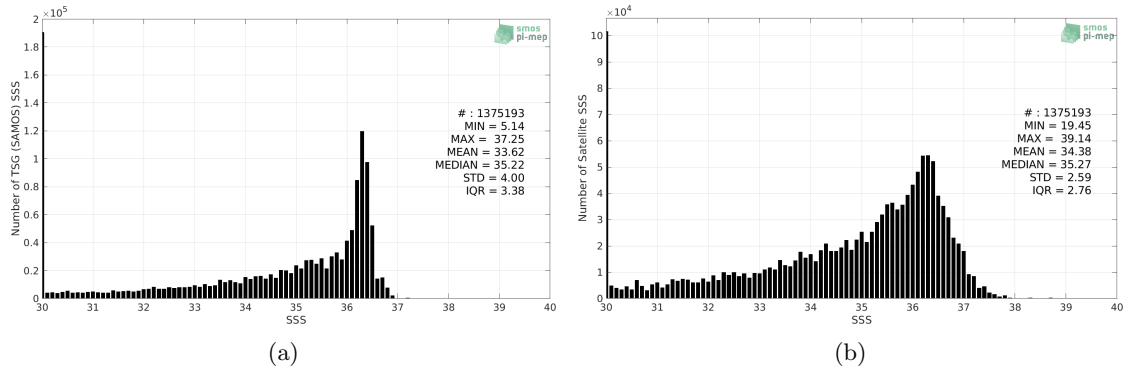 2 ×10⁵
1.8
1.6
1.4
1.2
1
0.8
0.6
0.4
0.2
0
30 31 32 33 34 35 36 37 38 39 40
SSS
Number of TSG (SAMOS) SSS
smos
pi-mep
# : 1375193
MIN = 5.14
MAX = 37.25
MEAN = 33.62
MEDIAN = 35.22
STD = 4.00
IQR = 3.38
(a)
×10⁴
10
9
8
7
6
5
4
3
2
1
0
30 31 32 33 34 35 36 37 38 39 40
SSS
Number of Satellite SSS
smos
pi-mep
# : 1375193
MIN = 19.45
MAX = 39.14
MEAN = 34.38
MEDIAN = 35.27
STD = 2.59
IQR = 2.76
(b)